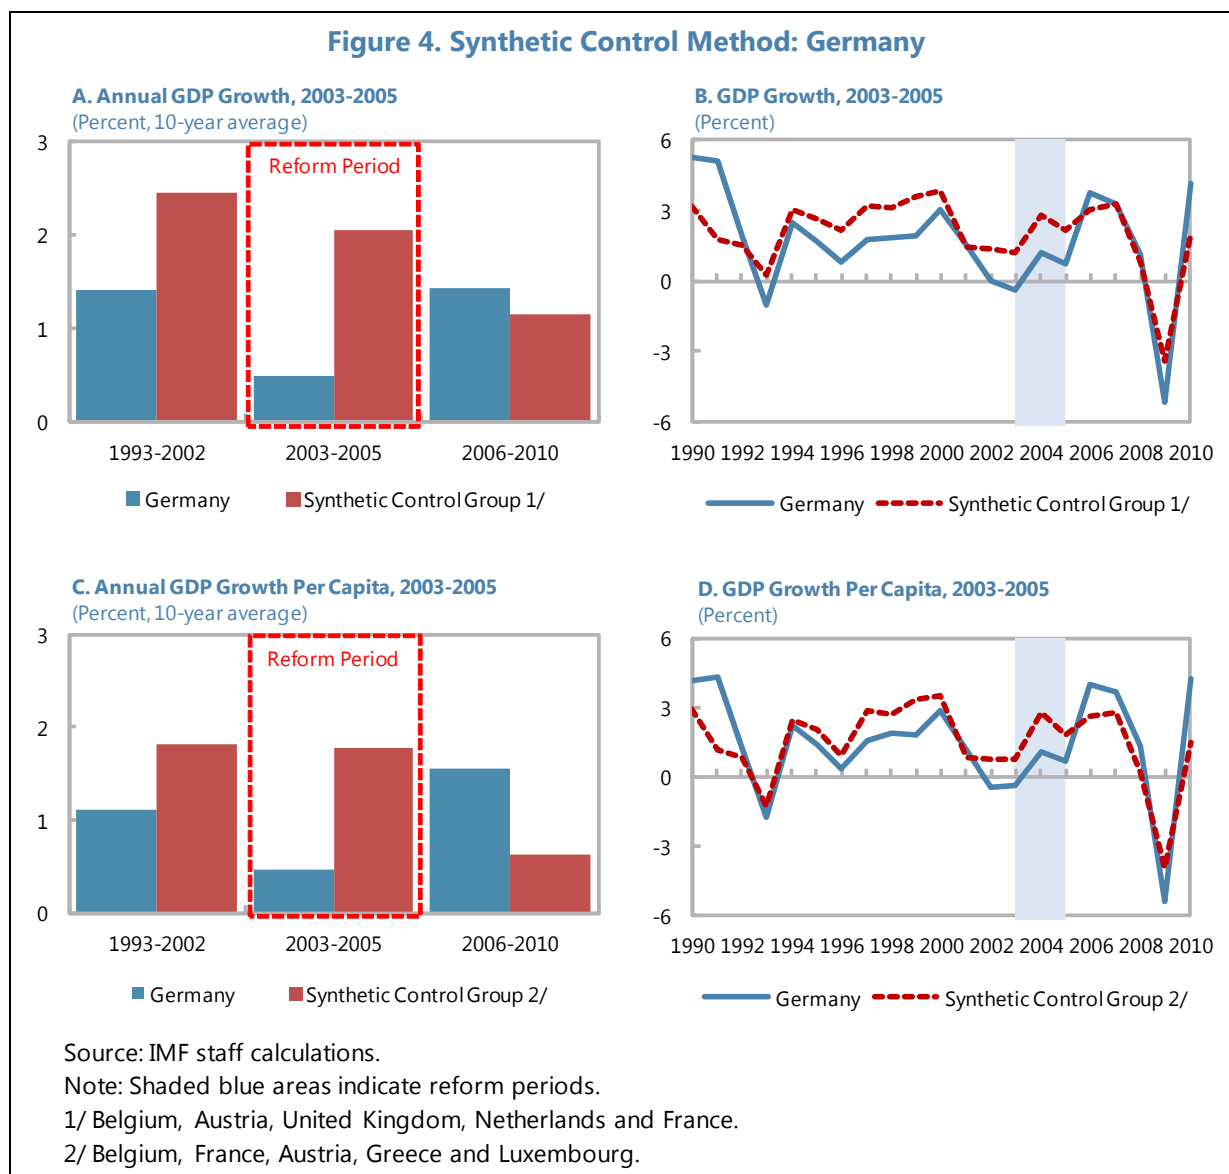 Figure 4. Synthetic Control Method: Germany
A. Annual GDP Growth, 2003-2005
(Percent, 10-year average)
3
2
1
0
Reform Period
1993-2002 2003-2005 2006-2010
Germany Synthetic Control Group 1/
B. GDP Growth, 2003-2005
(Percent)
6
3
0
-3
-6
1990 1992 1994 1996 1998 2000 2002 2004 2006 2008 2010
Germany Synthetic Control Group 1/
C. Annual GDP Growth Per Capita, 2003-2005
(Percent, 10-year average)
3
2
1
0
Reform Period
1993-2002 2003-2005 2006-2010
Germany Synthetic Control Group 2/
D. GDP Growth Per Capita, 2003-2005
(Percent)
6
3
0
-3
-6
1990 1992 1994 1996 1998 2000 2002 2004 2006 2008 2010
Germany Synthetic Control Group 2/
Source: IMF staff calculations.
Note: Shaded blue areas indicate reform periods.
1/ Belgium, Austria, United Kingdom, Netherlands and France.
2/ Belgium, France, Austria, Greece and Luxembourg.